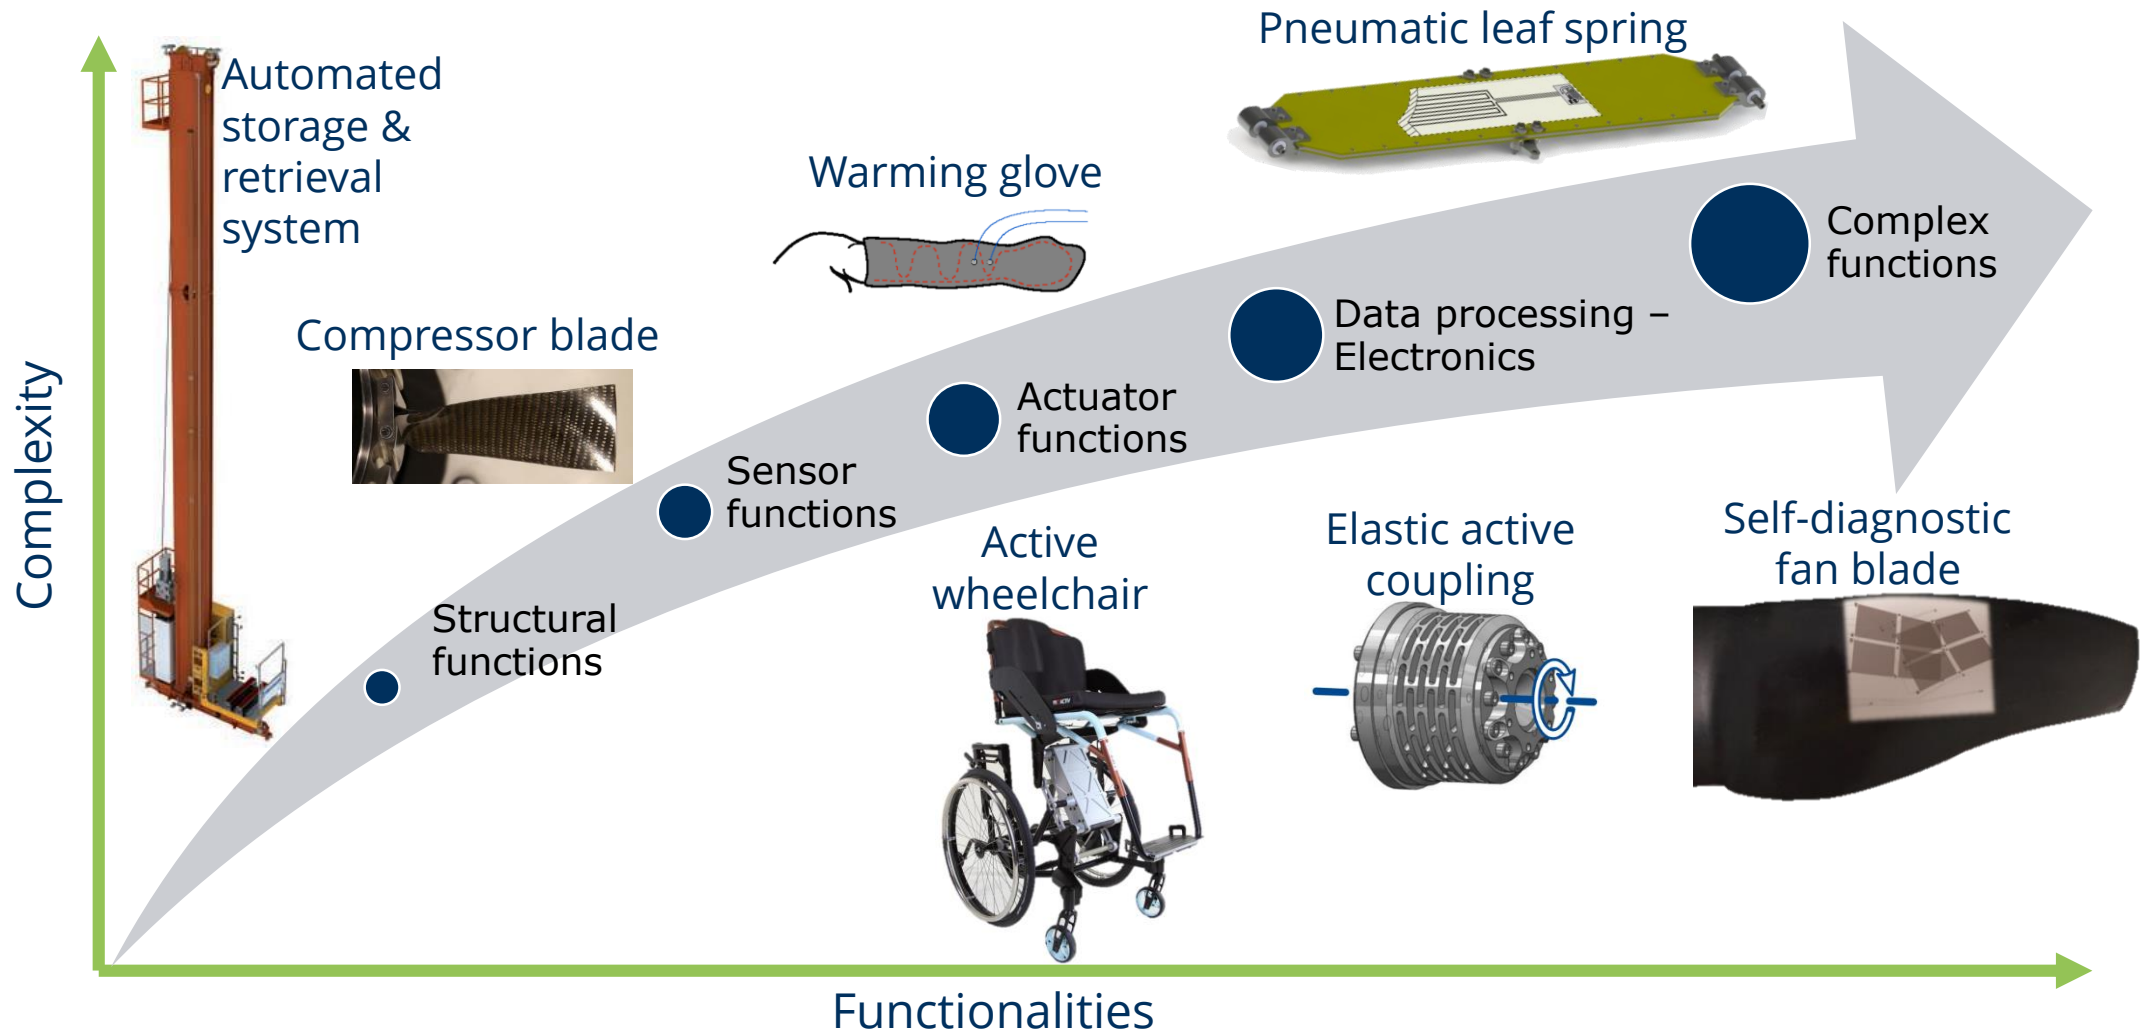 Pneumatic leaf spring
Automated
storage &
retrieval
system
Warming glove
Complex
functions
Data processing –
Electronics
Compressor blade
Actuator
functions
Sensor
functions
Structural
functions
Active
wheelchair
Elastic active
coupling
Self-diagnostic
fan blade
Complexity
Functionalities